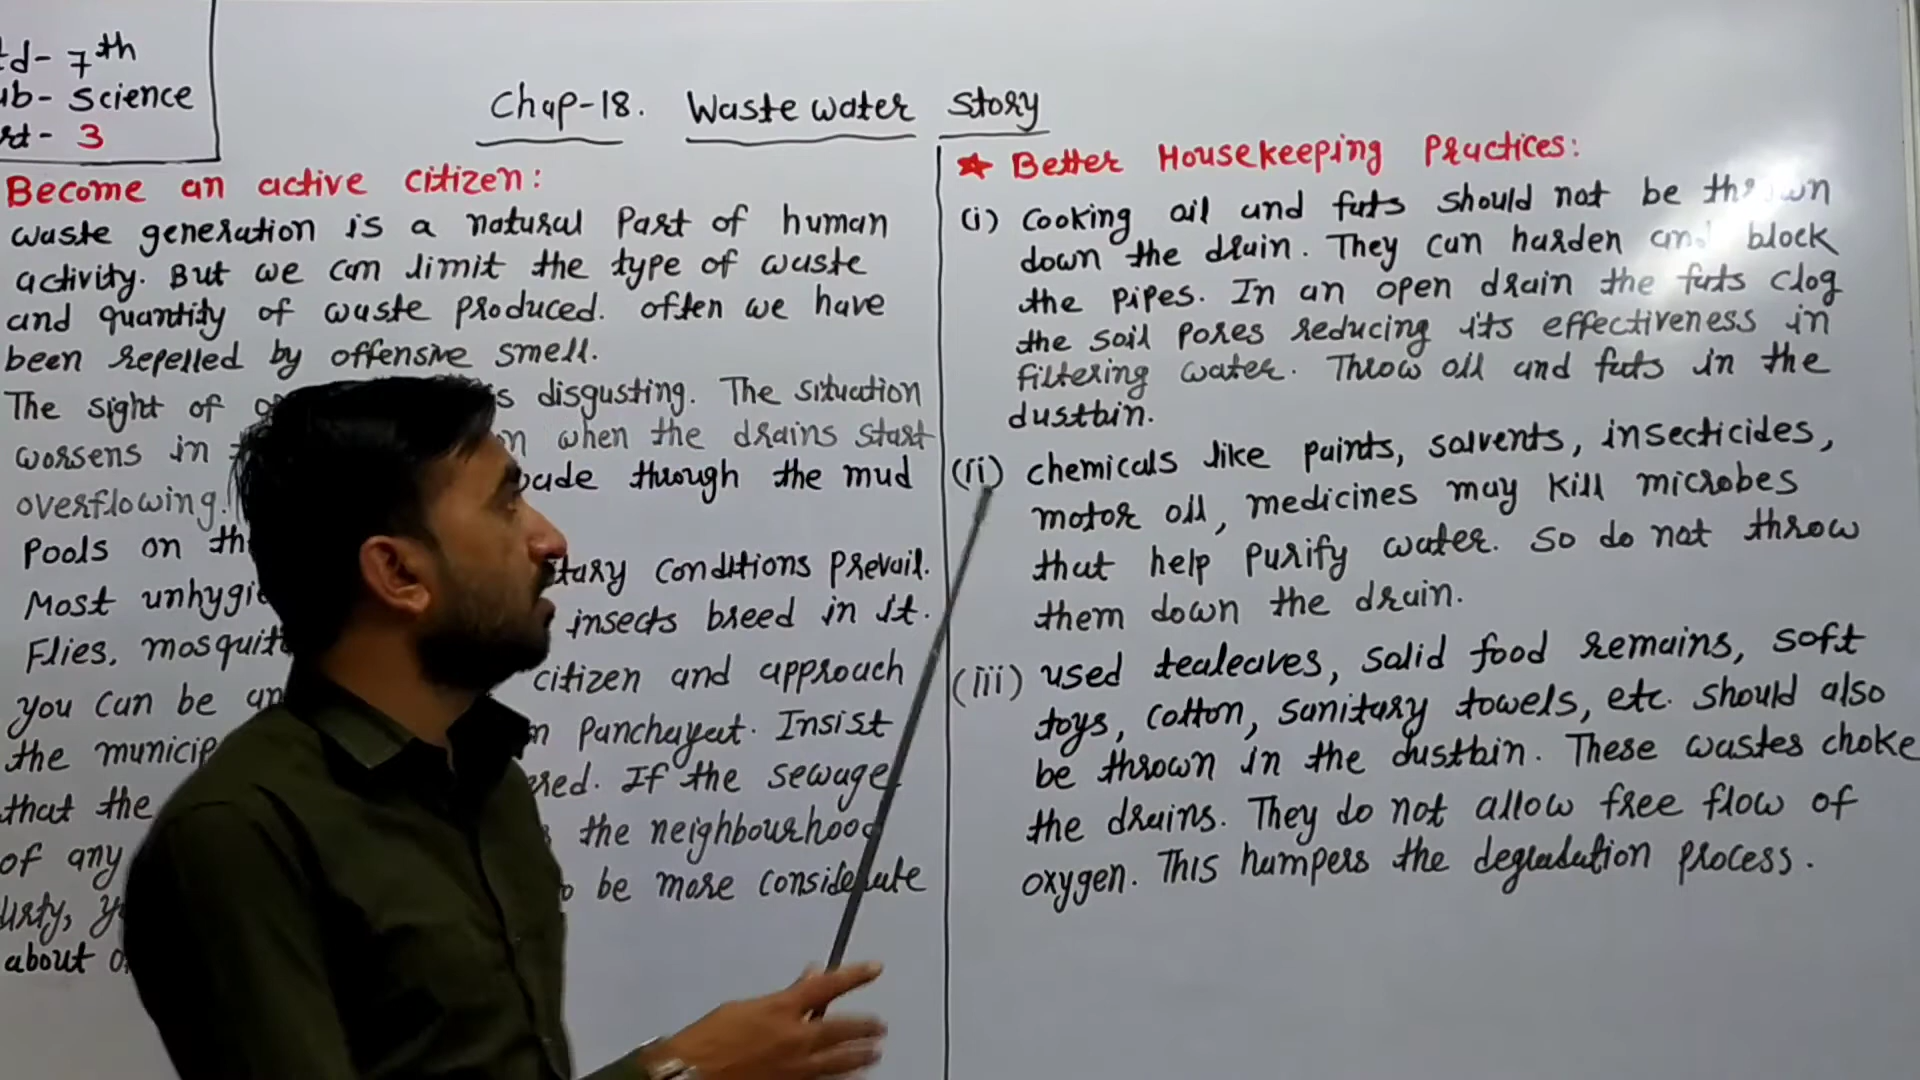 7th
Science
3
Chap-18. Waste water story
Become an active citizen:
waste generation is a natural part of human
activity. But we can limit the type of waste
and quantity of waste produced. often we have
been repelled by offensive smell.
The sight of disgusting. The situation
worsens in when the drains start
overflowing. through the mud
Pools on
Most conditions prevail.
Flies, insects breed in it.
you can be citizen and approach
the Panchayat. Insist
that the If the sewage
of any the neighbourhood
be more considerate
about
★ Better Housekeeping Practices:
(i) cooking oil and fats should not be thrown
down the drain. They can harden and block
the pipes. In an open drain the fats clog
the soil pores reducing its effectiveness in
filtering water. Throw oil and fats in the
dustbin.
(ii) chemicals like paints, solvents, insecticides,
motor oil, medicines may kill microbes
that help purify water. So do not throw
them down the drain.
(iii) used tealeaves, solid food remains, soft
toys, cotton, sanitary towels, etc. should also
be thrown in the dustbin. These wastes choke
the drains. They do not allow free flow of
oxygen. This hampers the degradation process.